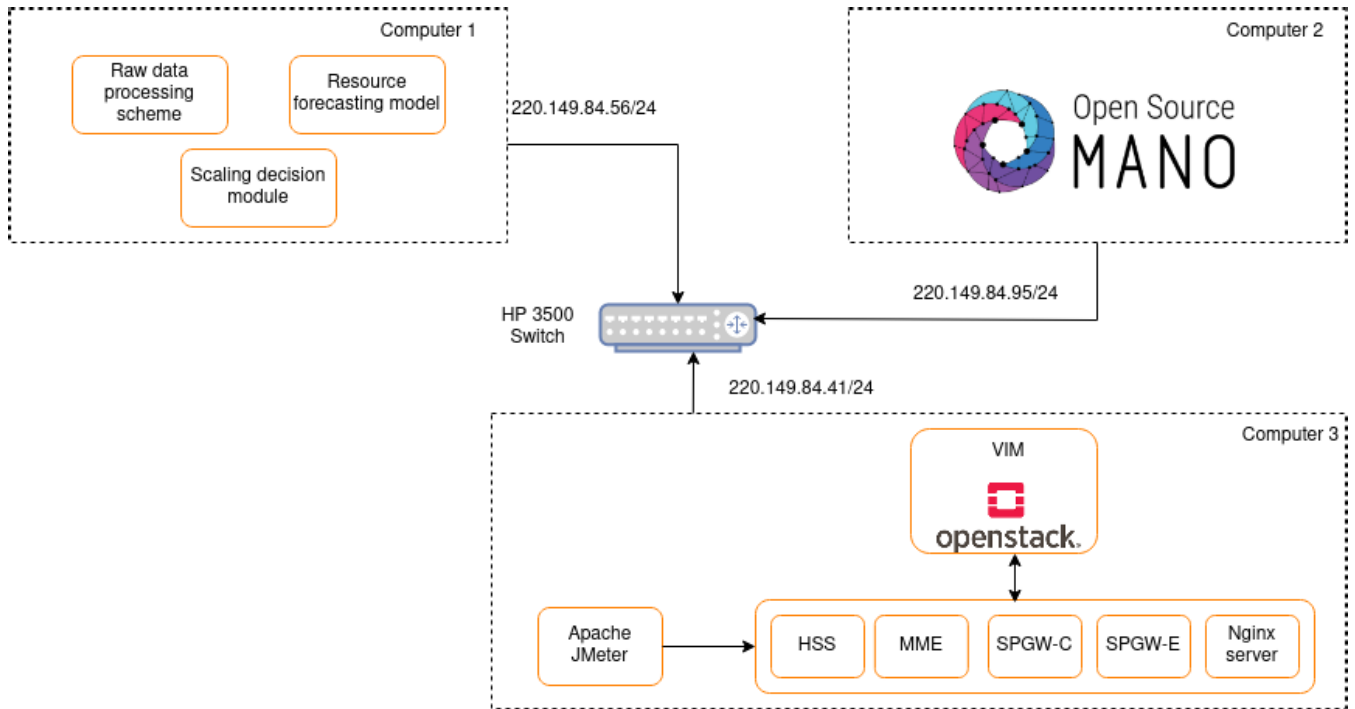 Computer 1
Raw data
processing
scheme
Resource
forecasting model
Scaling decision
module
220.149.84.56/24
Computer 2
Open Source
MANO
220.149.84.95/24
HP 3500
Switch
220.149.84.41/24
Computer 3
VIM
openstack.
Apache
JMeter
HSS
MME
SPGW-C
SPGW-E
Nginx
server